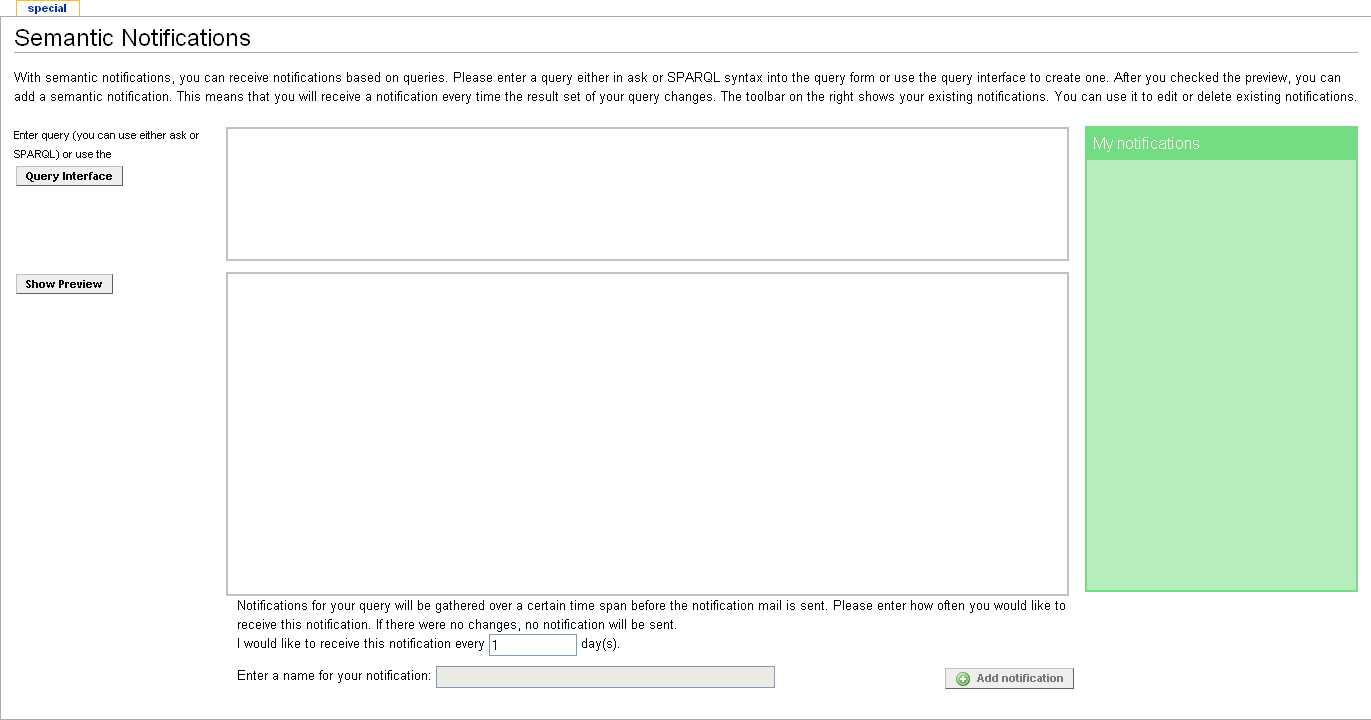 special
Semantic Notifications
With semantic notifications, you can receive notifications based on queries. Please enter a query either in ask or SPARQL syntax into the query form or use the query interface to create one. After you checked the preview, you can
add a semantic notification. This means that you will receive a notification every time the result set of your query changes. The toolbar on the right shows your existing notifications. You can use it to edit or delete existing notifications.
Enter query (you can use either ask or
SPARQL) or use the
Query Interface
My notifications
Show Preview
Notifications for your query will be gathered over a certain time span before the notification mail is sent. Please enter how often you would like to
receive this notification. If there were no changes, no notification will be sent.
I would like to receive this notification every 1 day(s).
Enter a name for your notification:
Add notification